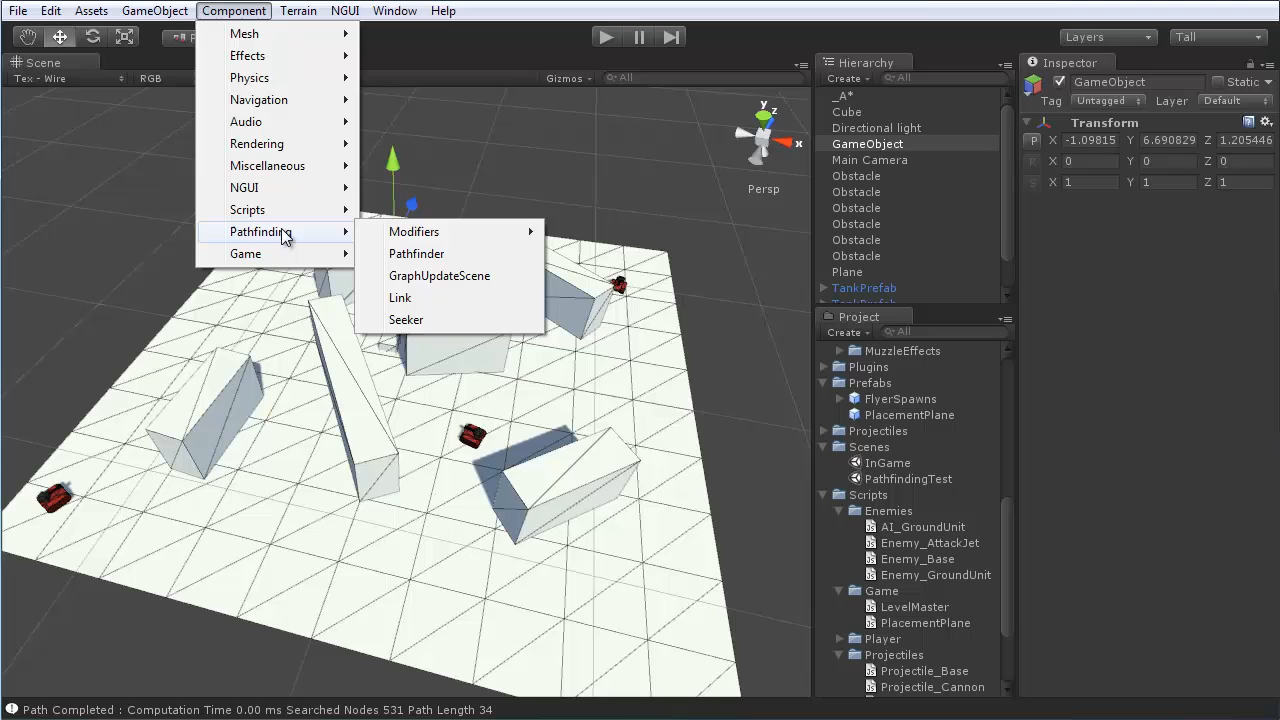 File Edit Assets GameObject Component Terrain NGUI Window Help
Layers Tall
Scene
Tex - Wire RGB Gizmos All
Mesh
Effects
Physics
Navigation
Audio
Rendering
Miscellaneous
NGUI
Scripts
Pathfinding
Game
Modifiers
Pathfinder
GraphUpdateScene
Link
Seeker
y
z
x
Persp
Hierarchy
Create All
_A*
Cube
Directional light
GameObject
Main Camera
Obstacle
Obstacle
Obstacle
Obstacle
Obstacle
Obstacle
Plane
TankPrefab
TankPrefab
Project
Create All
MuzzleEffects
Plugins
Prefabs
FlyerSpawns
PlacementPlane
Projectiles
Scenes
InGame
PathfindingTest
Scripts
Enemies
AI_GroundUnit
Enemy_AttackJet
Enemy_Base
Enemy_GroundUnit
Game
LevelMaster
PlacementPlane
Player
Projectiles
Projectile_Base
Projectile_Cannon
Inspector
GameObject Static
Tag Untagged Layer Default
Transform
P X -1.09815 Y 6.690829 Z 1.205446
R X 0 Y 0 Z 0
S X 1 Y 1 Z 1
Path Completed : Computation Time 0.00 ms Searched Nodes 531 Path Length 34